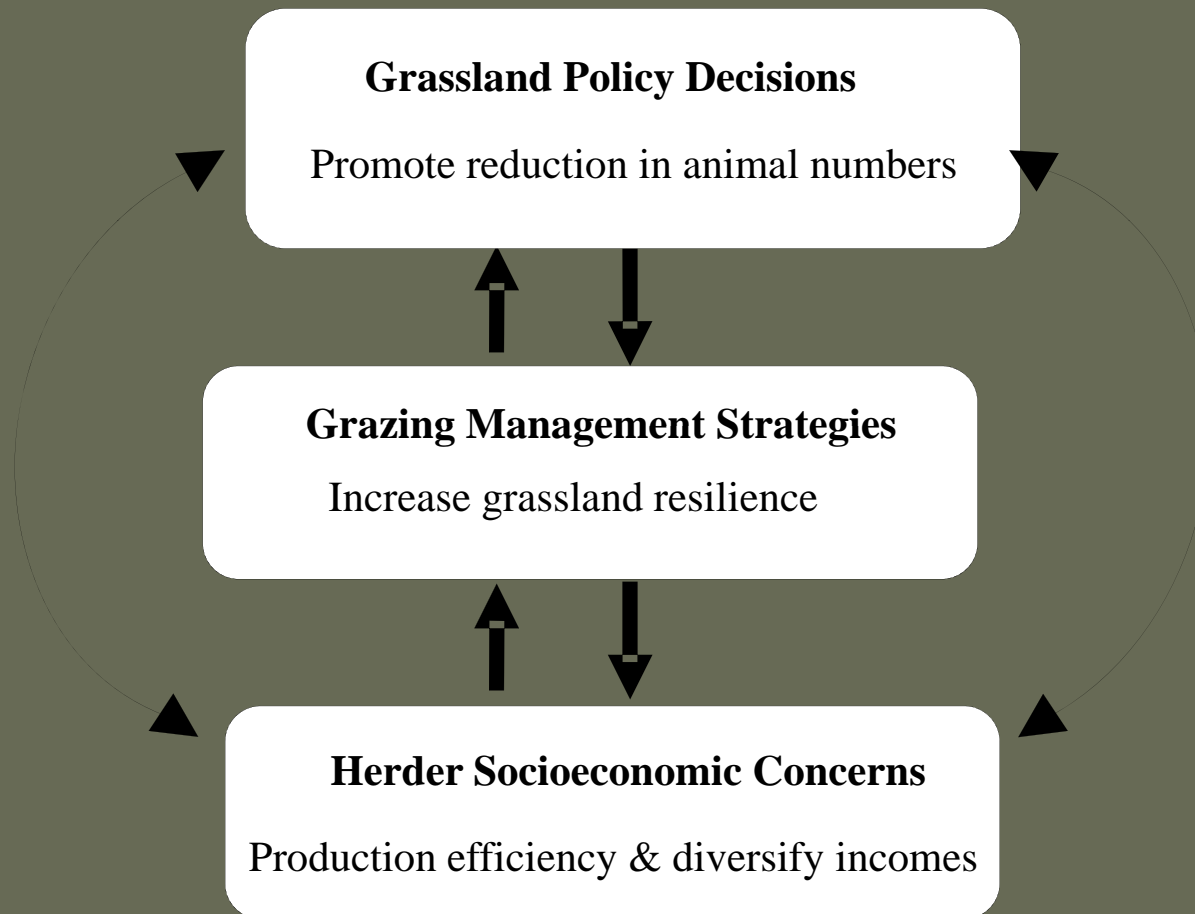 Grassland Policy Decisions
Promote reduction in animal numbers
Grazing Management Strategies
Increase grassland resilience
Herder Socioeconomic Concerns
Production efficiency & diversify incomes